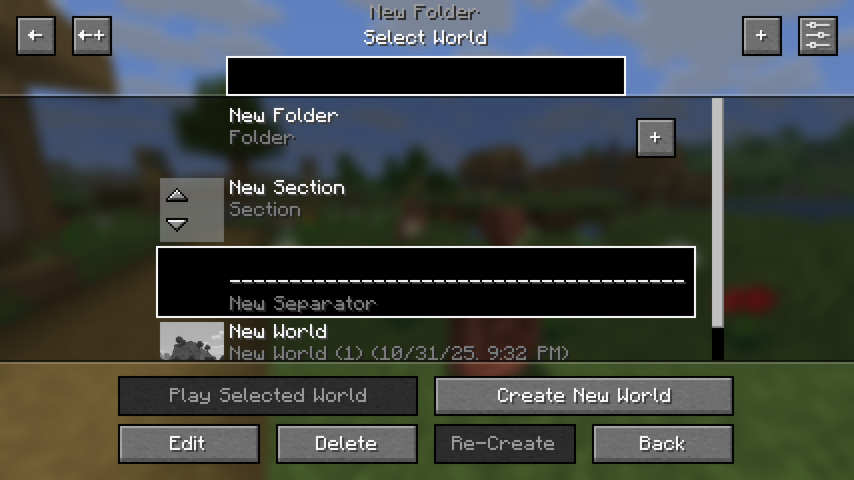 New Folder
Select World
New Folder
Folder
+
+
New Section
Section
--------------------------------------
New Separator
New World
New World (1) (10/31/25, 9:32 PM)
Play Selected World
Create New World
Edit
Delete
Re-Create
Back